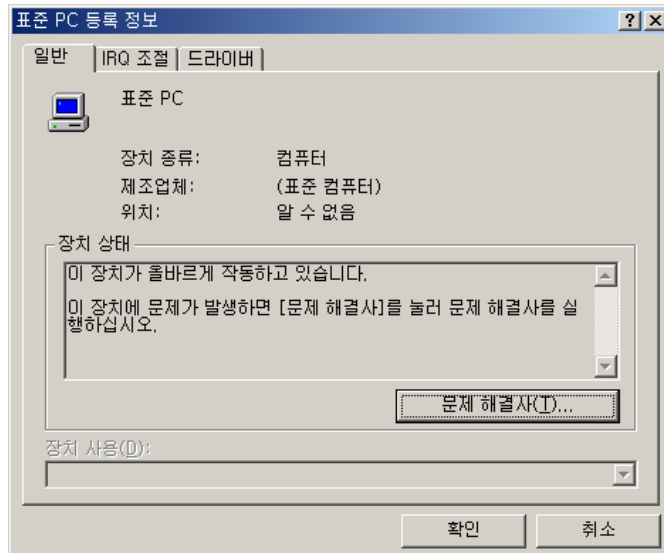 표준 PC 등록 정보
일반
IRQ 조절
드라이버
표준 PC
장치 종류: 컴퓨터
제조업체: (표준 컴퓨터)
위치: 알 수 없음
장치 상태
이 장치가 올바르게 작동하고 있습니다.
이 장치에 문제가 발생하면 [문제 해결사]를 눌러 문제 해결사를 실
행하십시오.
문제 해결사(T)...
장치 사용(D):
확인
취소